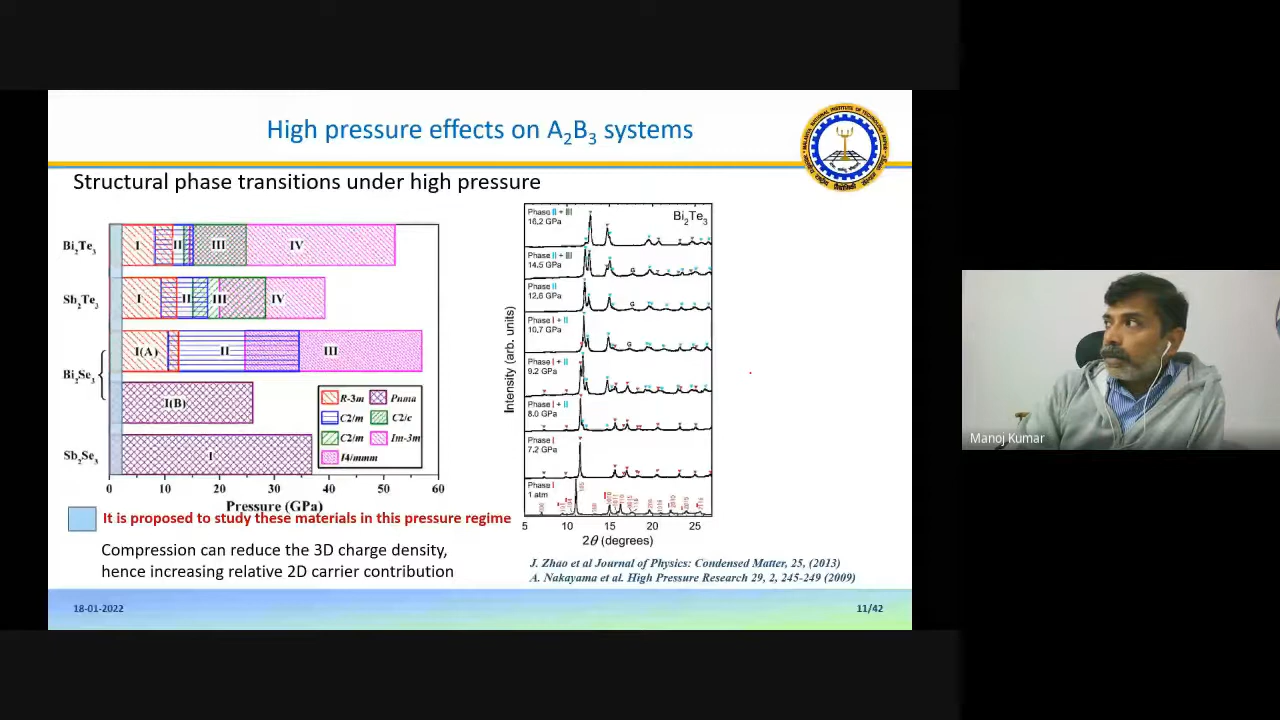 High pressure effects on A₂B₃ systems
Structural phase transitions under high pressure
Bi₂Te₃
I
II
III
IV
Sb₂Te₃
I
II
III
IV
Bi₂Se₃
I(A)
II
III
I(B)
Sb₂Se₃
I
R-3m
Pnma
C2/m
C2/c
C2/m
Im-3m
I4/mmm
0 10 20 30 40 50 60
Pressure (GPa)
It is proposed to study these materials in this pressure regime
Compression can reduce the 3D charge density,
hence increasing relative 2D carrier contribution
Bi₂Te₃
Phase II + III
16.2 GPa
Phase II + III
14.5 GPa
G
Phase II
12.6 GPa
G
Phase I + II
10.7 GPa
G
Phase I + II
9.2 GPa
Phase I + II
8.0 GPa
Phase I
7.2 GPa
Phase I
1 atm
Intensity (arb. units)
5 10 15 20 25
2θ (degrees)
J. Zhao et al Journal of Physics: Condensed Matter, 25, (2013)
A. Nakayama et al. High Pressure Research 29, 2, 245-249 (2009)
18-01-2022
11/42
Manoj Kumar